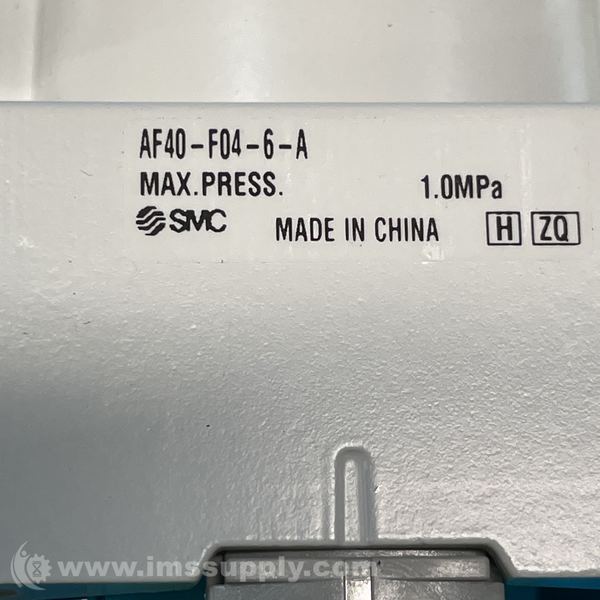 AF40-F04-6-A
MAX.PRESS. 1.0MPa
SMC MADE IN CHINA H ZQ
www.imssupply.com